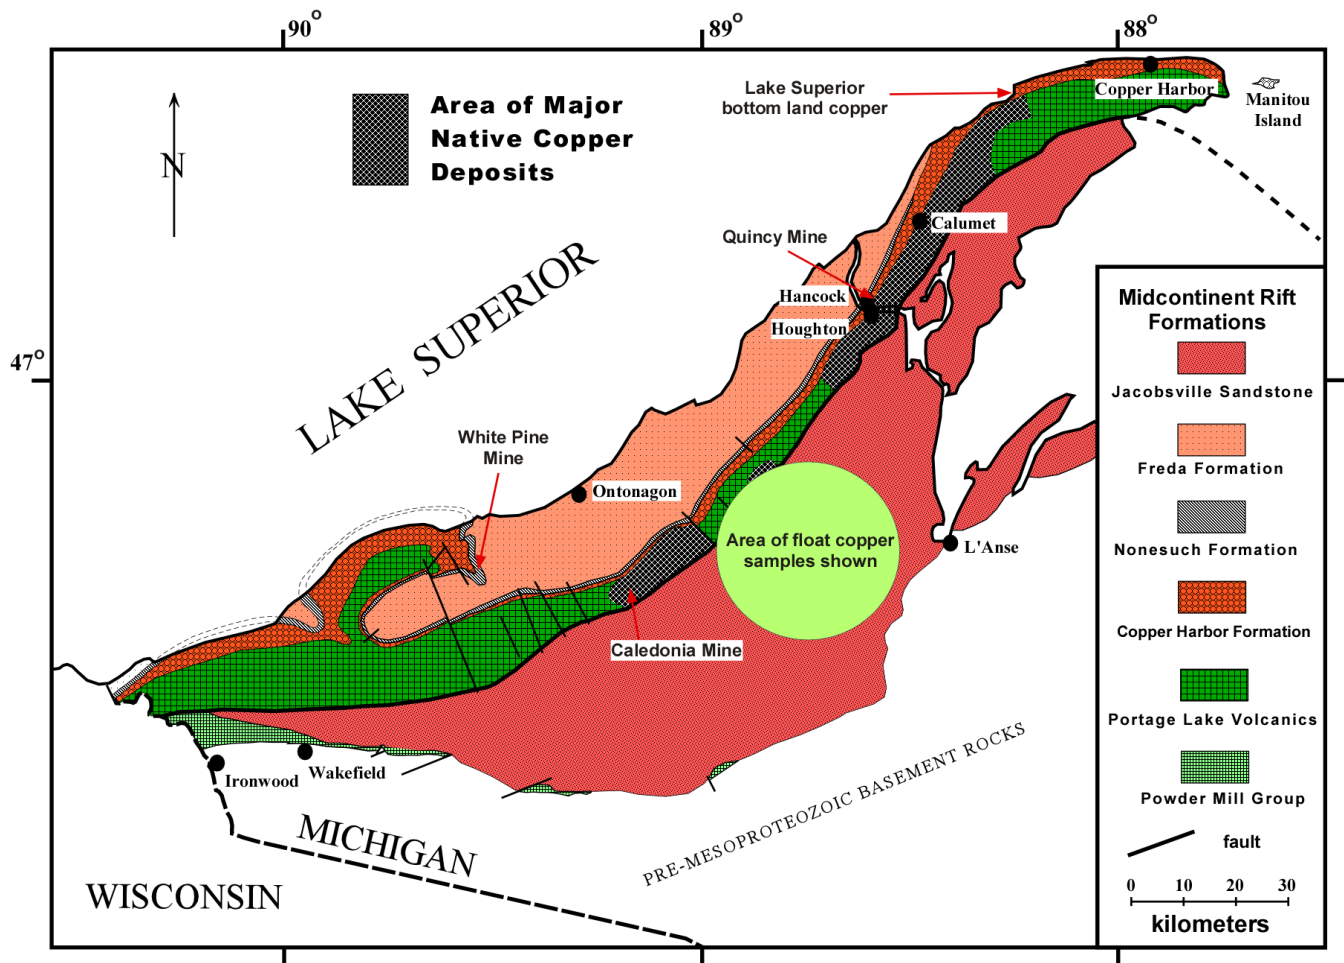 90°
89°
88°
47°
N
Area of Major
Native Copper
Deposits
Lake Superior
bottom land copper
Copper Harbor
Manitou
Island
Calumet
Quincy Mine
Hancock
Houghton
LAKE SUPERIOR
White Pine
Mine
Ontonagon
Area of float copper
samples shown
L'Anse
Caledonia Mine
Ironwood
Wakefield
PRE-MESOPROTEOZOIC BASEMENT ROCKS
MICHIGAN
WISCONSIN
Midcontinent Rift
Formations
Jacobsville Sandstone
Freda Formation
Nonesuch Formation
Copper Harbor Formation
Portage Lake Volcanics
Powder Mill Group
fault
0 10 20 30
kilometers